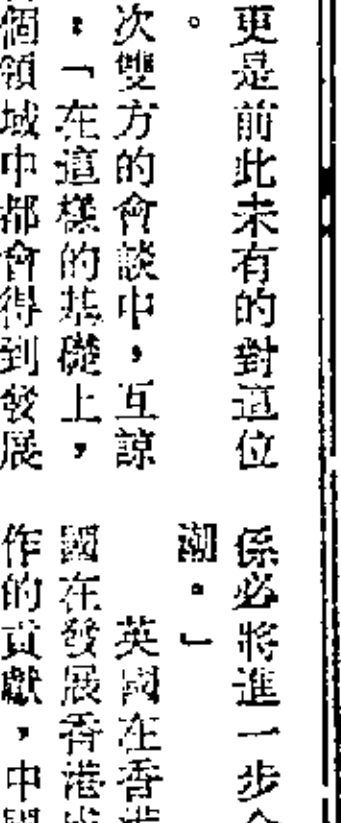 更是前此未有的對這位
。
次雙方的會談中，互諒
：「在這樣的基礎上，
個領域中都會得到發展
係必將進一步
潮。」
英國在香港
國在發展香港
作的貢獻，中